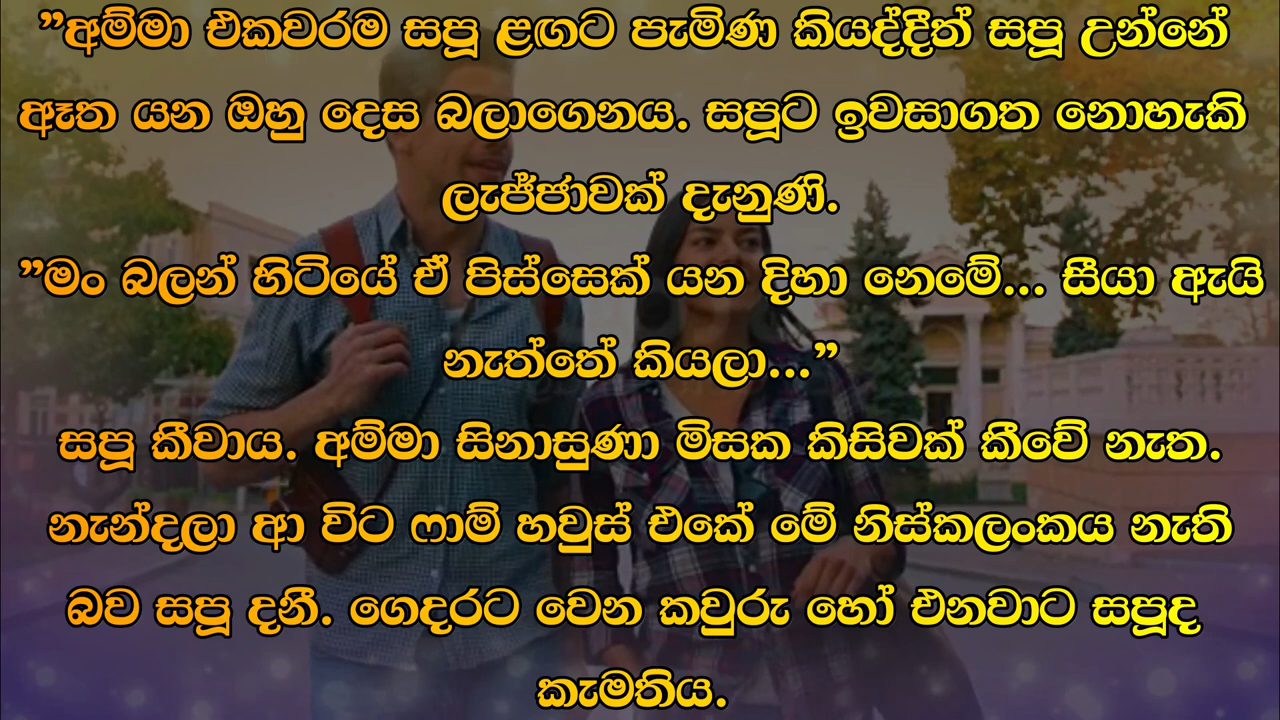 ”අම්මා එකවරම සපූ ළඟට පැමිණ කියද්දීත් සපූ උන්නේ
ඈත යන ඔහු දෙස බලාගෙනය. සපූට ඉවසාගත නොහැකි
ලැජ්ජාවක් දැනුණි.
”මං බලන් හිටියේ ඒ පිස්සෙක් යන දිහා නෙමේ... සීයා ඇයි
නැත්තේ කියලා...”
සපූ කීවාය. අම්මා සිනාසුණා මිසක කිසිවක් කීවේ නැත.
නැන්දලා ආ විට ෆාම් හවුස් එකේ මේ නිස්කලංකය නැති
බව සපූ දනී. ගෙදරට වෙන කවුරු හෝ එනවාට සපූද
කැමතිය.